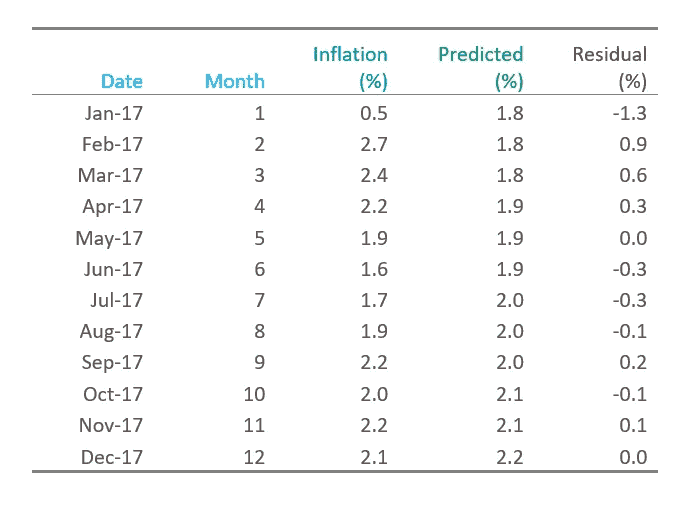 Inflation Predicted Residual
Date Month (%) (%) (%)
Jan-17 1 0.5 1.8 -1.3
Feb-17 2 2.7 1.8 0.9
Mar-17 3 2.4 1.8 0.6
Apr-17 4 2.2 1.9 0.3
May-17 5 1.9 1.9 0.0
Jun-17 6 1.6 1.9 -0.3
Jul-17 7 1.7 2.0 -0.3
Aug-17 8 1.9 2.0 -0.1
Sep-17 9 2.2 2.0 0.2
Oct-17 10 2.0 2.1 -0.1
Nov-17 11 2.2 2.1 0.1
Dec-17 12 2.1 2.2 0.0